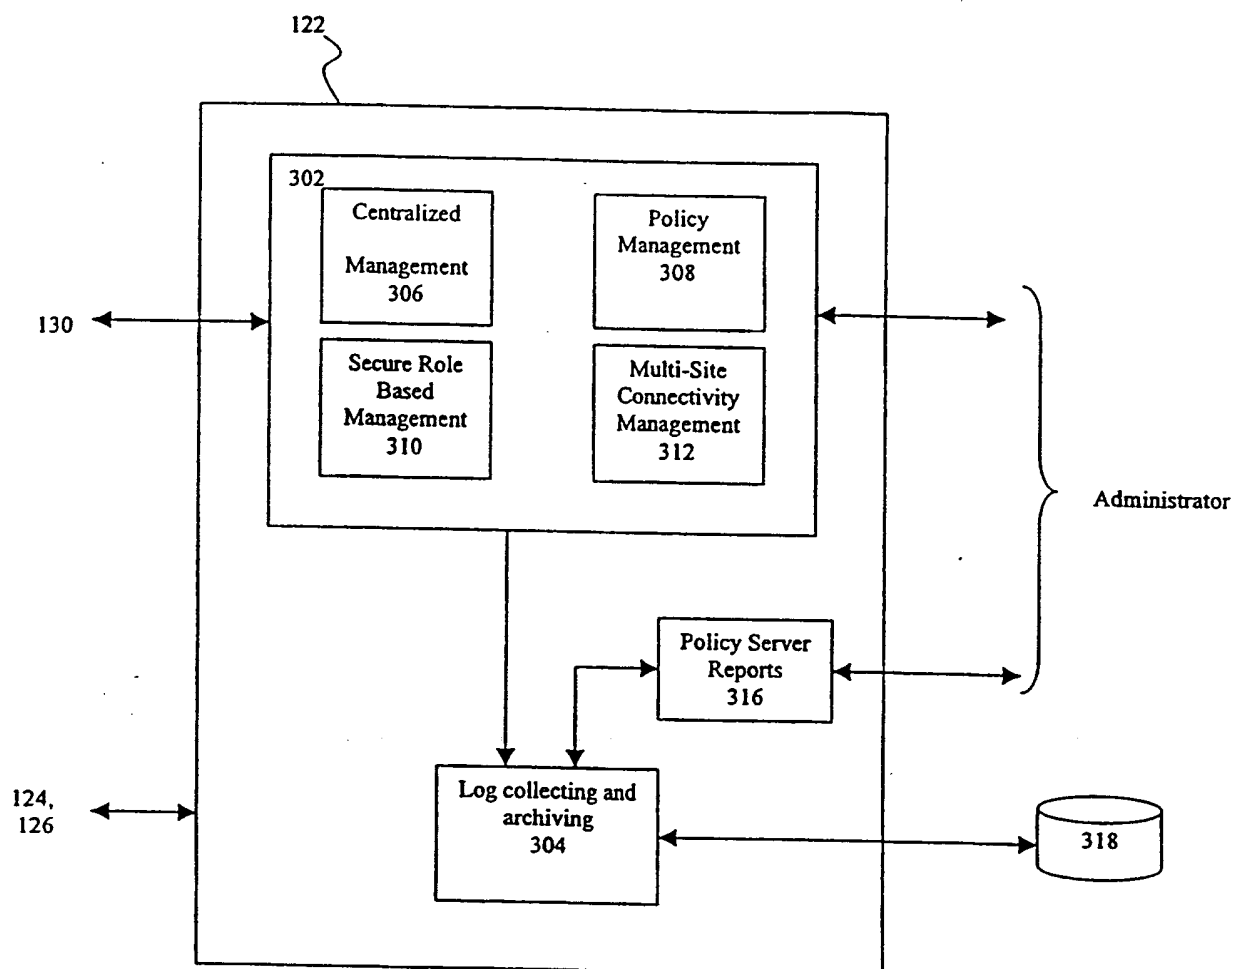 122
302
Centralized
Management
306
Policy
Management
308
130
Secure Role
Based
Management
310
Multi-Site
Connectivity
Management
312
Administrator
Policy Server
Reports
316
124,
126
Log collecting and
archiving
304
318